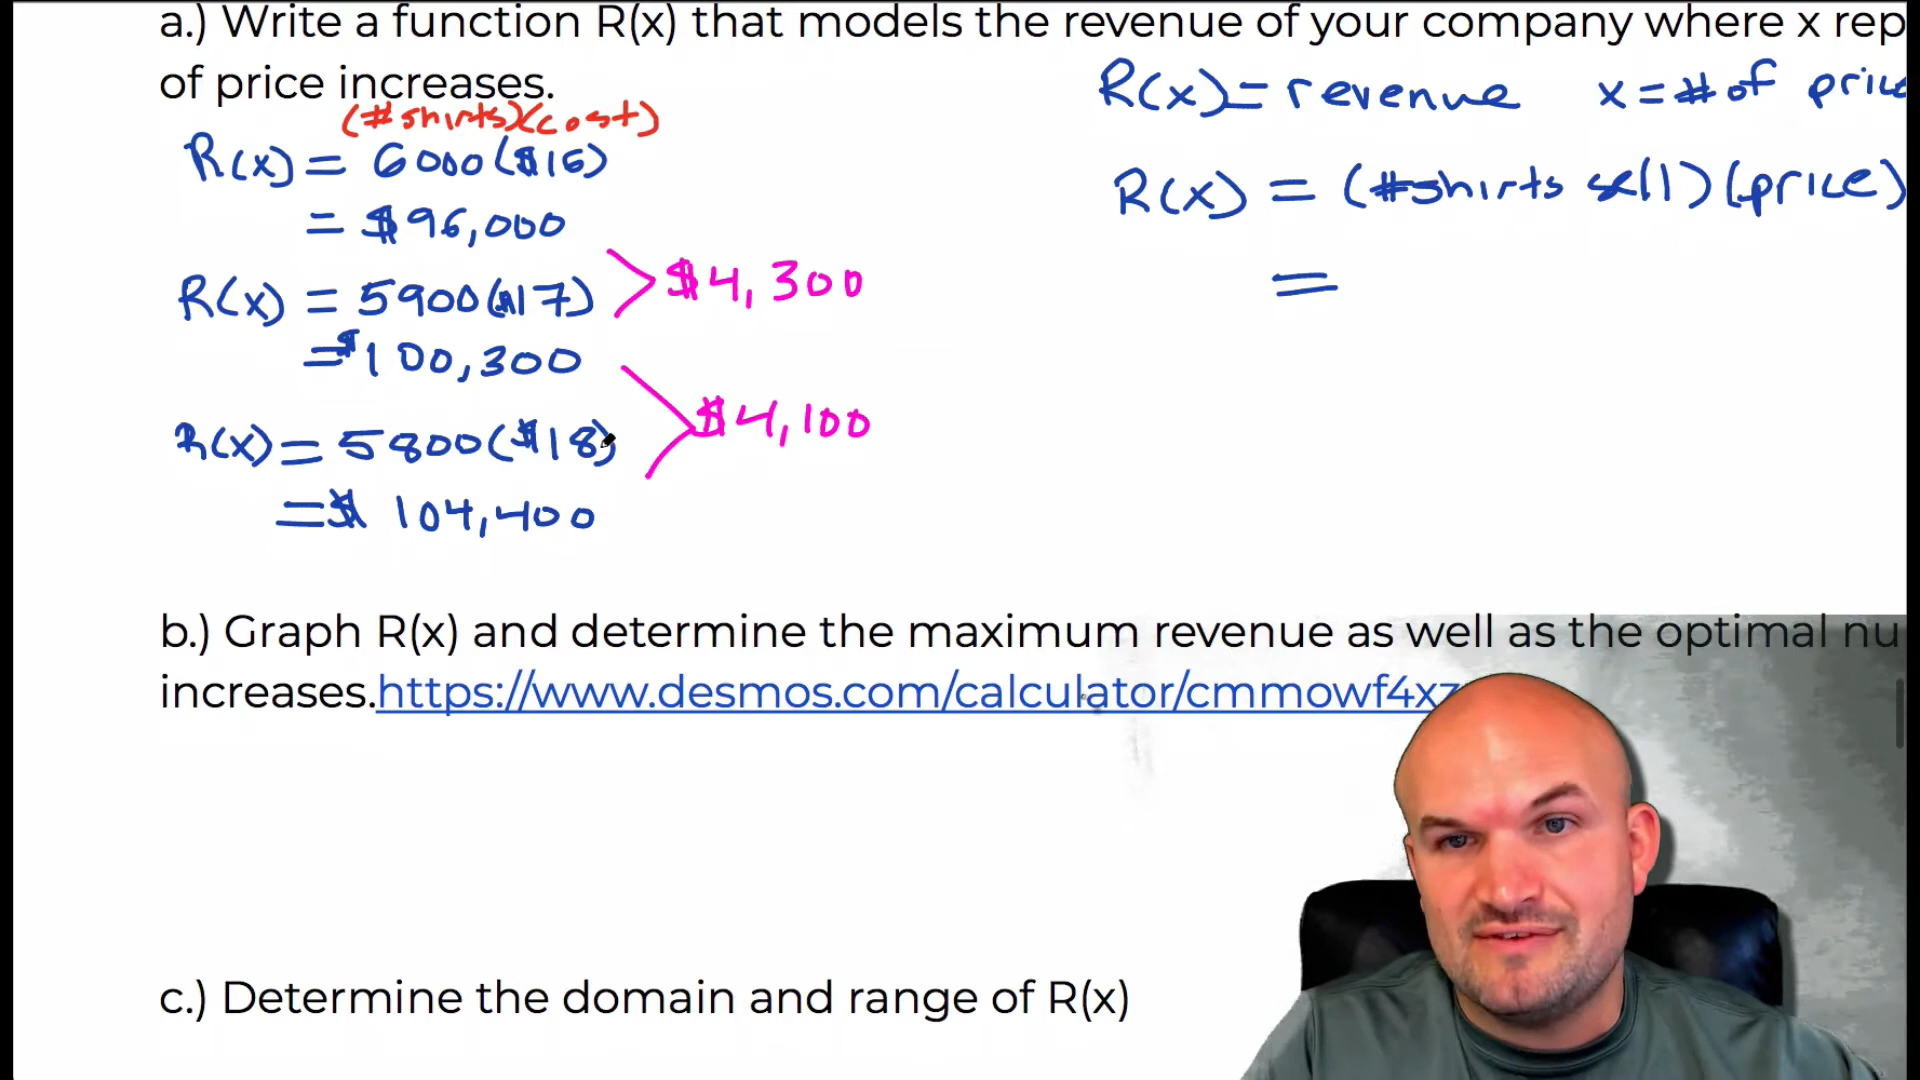 a.) Write a function R(x) that models the revenue of your company where x rep
of price increases.
R(x)= revenue x = # of price
(# shirts)(cost)
R(x) = 6000($16)
= $96,000
R(x) = (#shirts sell)(price)
R(x) = 5900($17)
= $100,300
$4,300
=
R(x) = 5800($18)
= $ 104,400
$4,100
b.) Graph R(x) and determine the maximum revenue as well as the optimal nu
increases.https://www.desmos.com/calculator/cmmowf4xz
c.) Determine the domain and range of R(x)